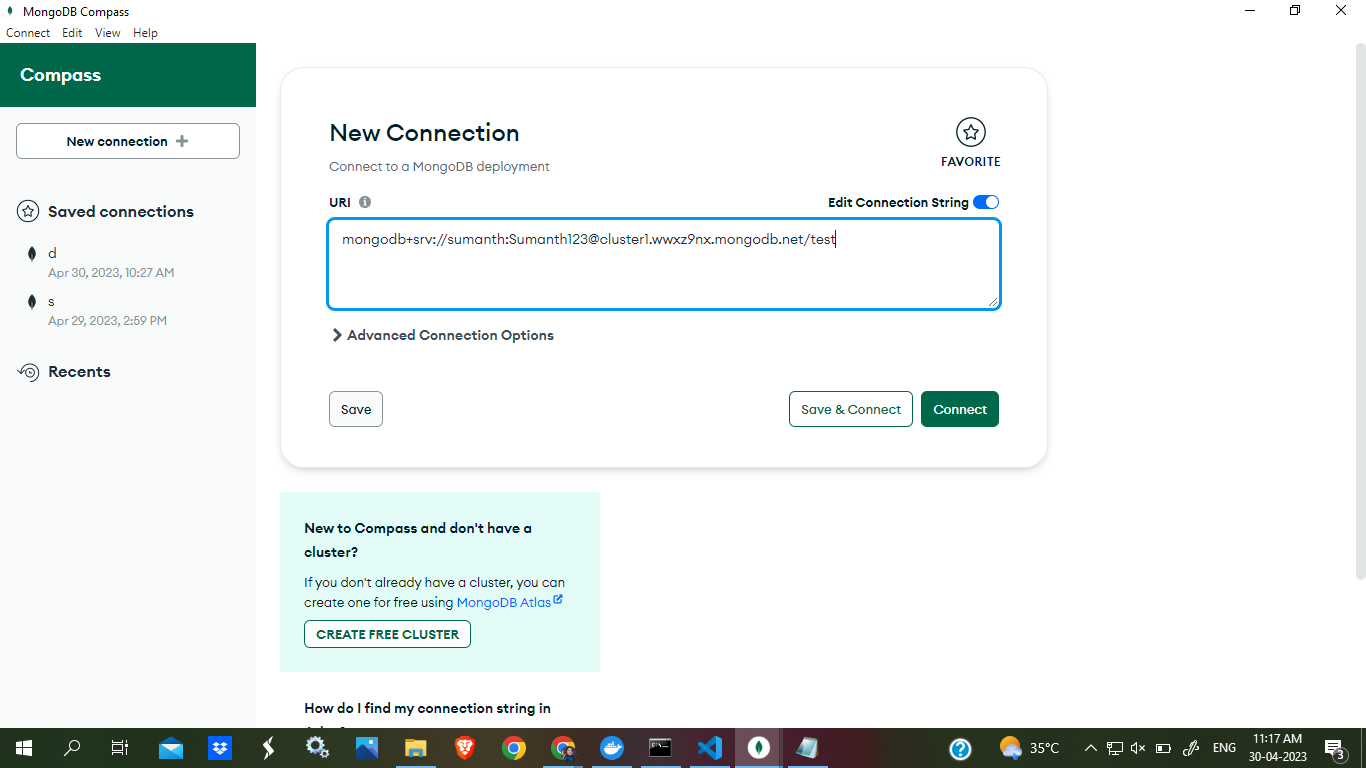 MongoDB Compass
Connect Edit View Help
Compass
New connection
Saved connections
d
Apr 30, 2023, 10:27 AM
s
Apr 29, 2023, 2:59 PM
Recents
New Connection
Connect to a MongoDB deployment
FAVORITE
URI
Edit Connection String
mongodb+srv://sumanth:Sumanth123@cluster1.wwxz9nx.mongodb.net/test
Advanced Connection Options
Save
Save & Connect
Connect
New to Compass and don't have a
cluster?
If you don't already have a cluster, you can
create one for free using MongoDB Atlas
CREATE FREE CLUSTER
How do I find my connection string in
35°C
ENG
11:17 AM
30-04-2023
3